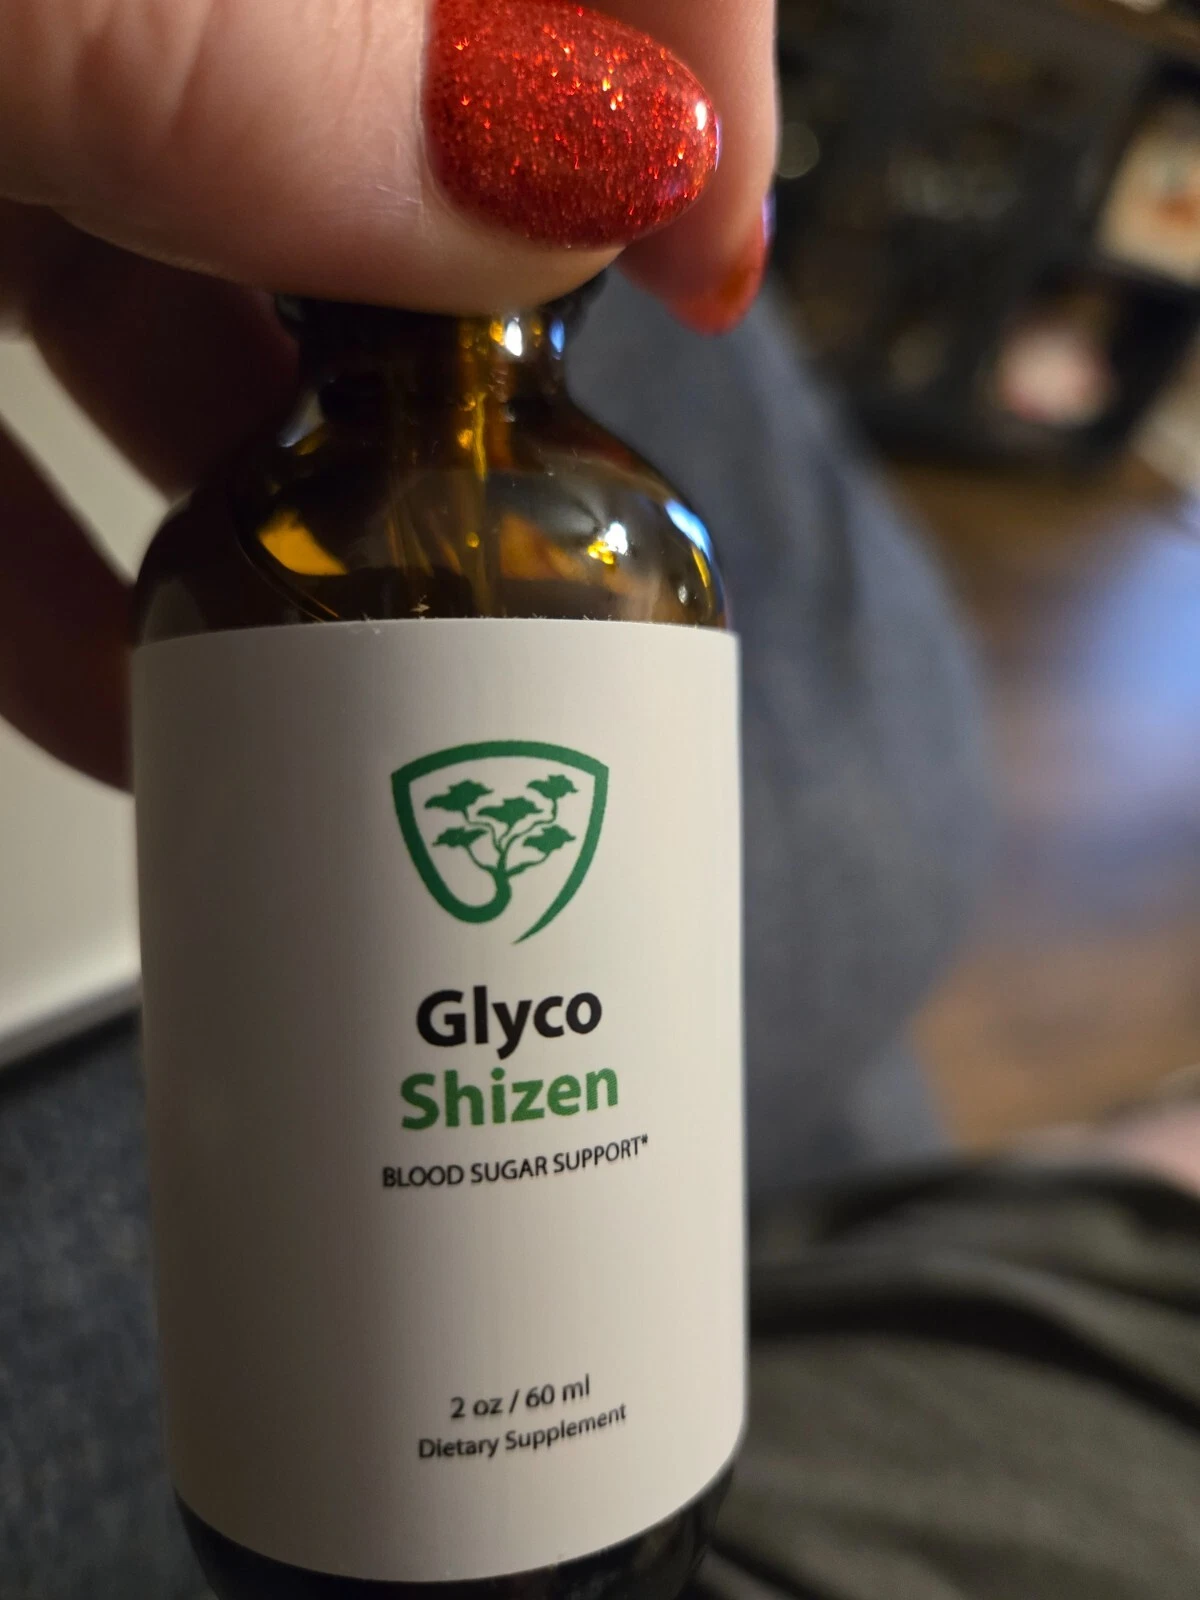 Glyco
Shizen
BLOOD SUGAR SUPPORT*
2 oz / 60 ml
Dietary Supplement